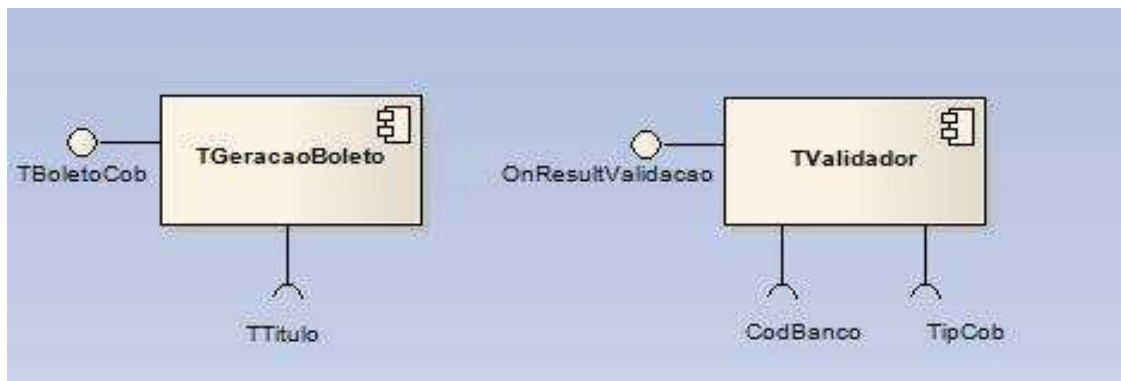 TGeracaoBoleto
TBoletoCob
TTitulo
TValidador
OnResultValidacao
CodBanco
TipCob